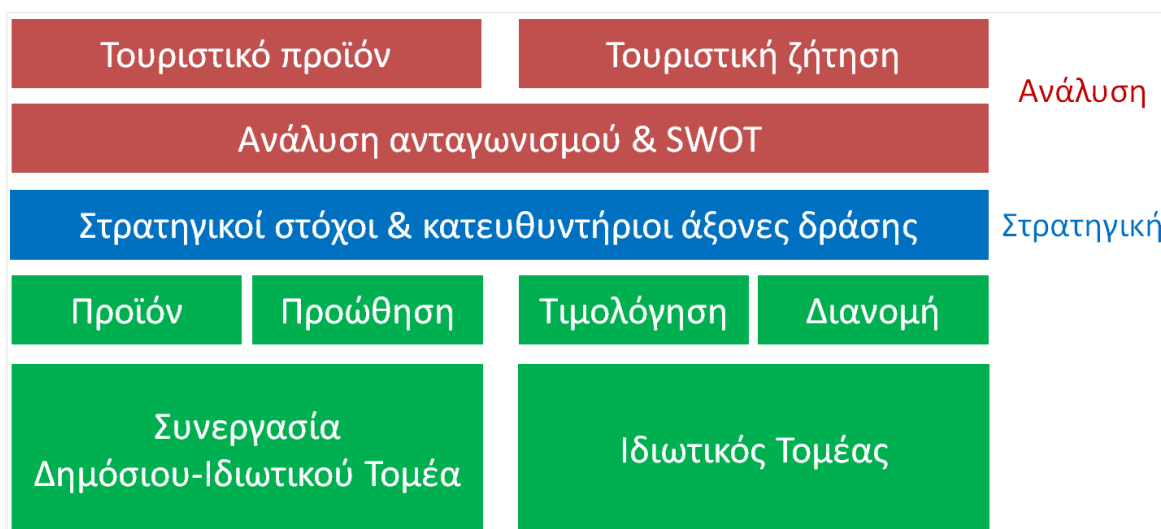 Τουριστικό προϊόν
Τουριστική ζήτηση
Ανάλυση
Ανάλυση ανταγωνισμού & SWOT
Στρατηγικοί στόχοι & κατευθυντήριοι άξονες δράσης
Στρατηγική
Προϊόν
Προώθηση
Τιμολόγηση
Διανομή
Συνεργασία
Δημόσιου-Ιδιωτικού Τομέα
Ιδιωτικός Τομέας